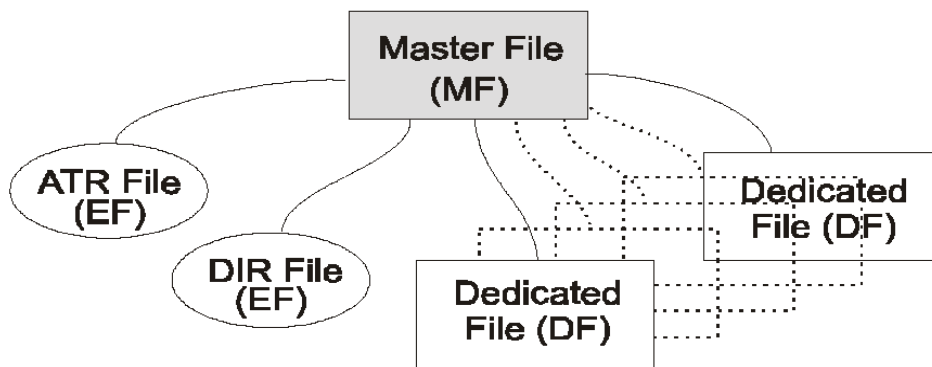 Master File
(MF)
ATR File
(EF)
Dedicated
File (DF)
DIR File
(EF)
Dedicated
File (DF)